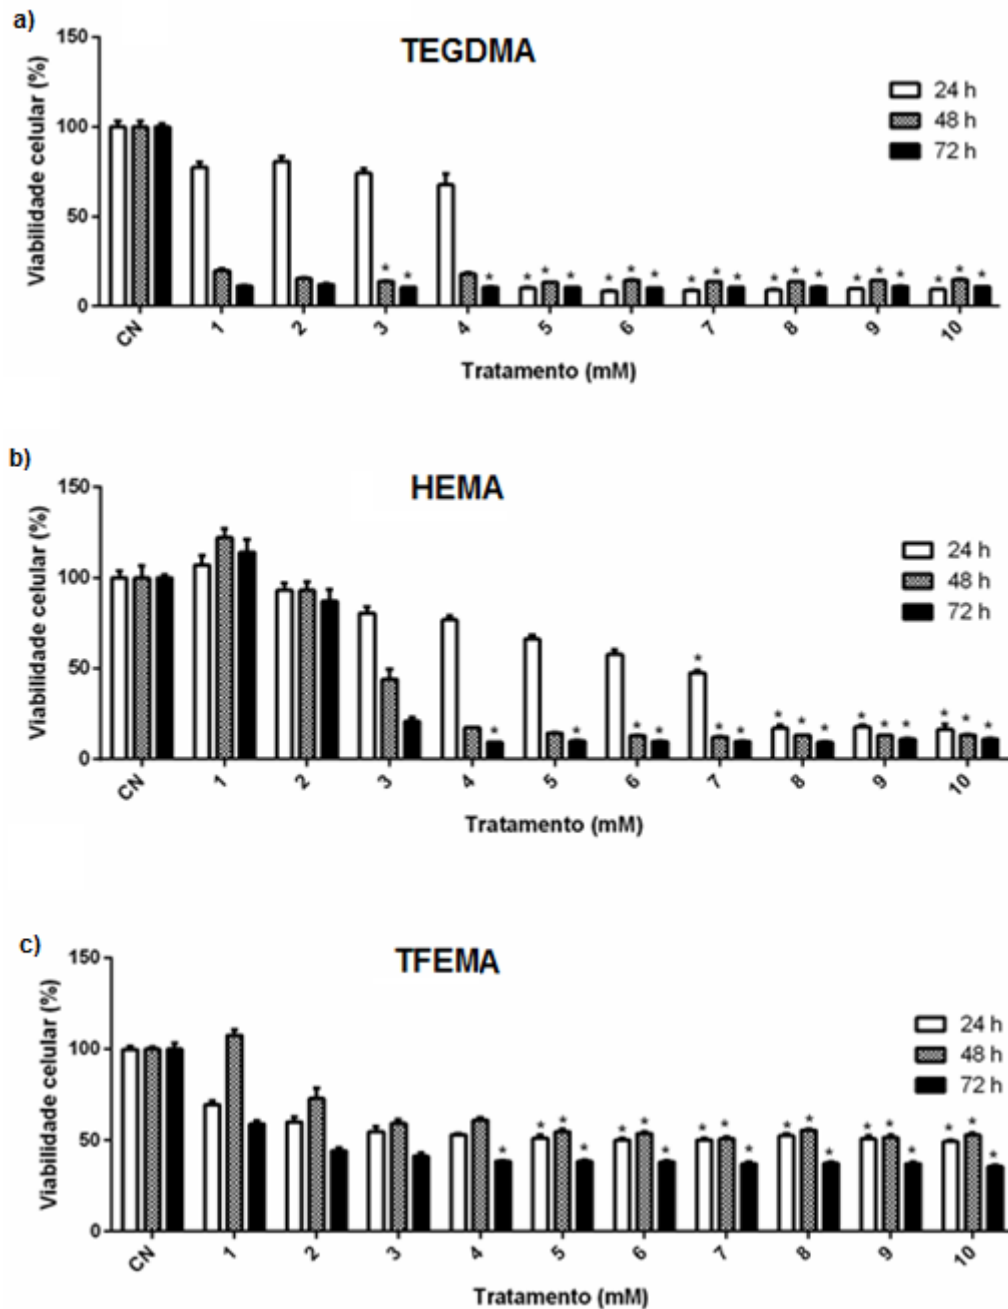 a)
TEGDMA
Viabilidade celular (%)
150
100
50
0
24 h
48 h
72 h
* * * * * * * * * * * * * * * * * * * * *
CN 1 2 3 4 5 6 7 8 9 10
Tratamento (mM)
b)
HEMA
Viabilidade celular (%)
150
100
50
0
24 h
48 h
72 h
* * * * * * * * * * * * * * *
CN 1 2 3 4 5 6 7 8 9 10
Tratamento (mM)
c)
TFEMA
Viabilidade celular (%)
150
100
50
0
24 h
48 h
72 h
* * * * * * * * * * * * * * * * * * *
CN 1 2 3 4 5 6 7 8 9 10
Tratamento (mM)